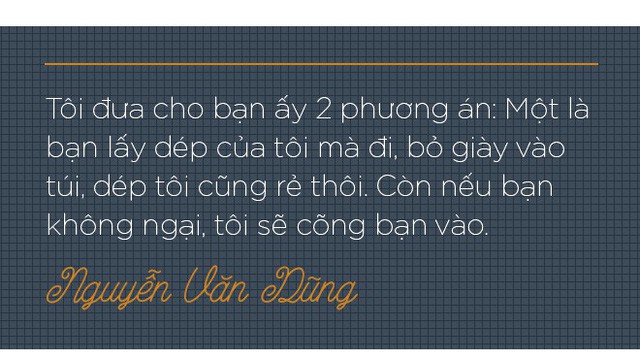 Tôi đưa cho bạn ấy 2 phương án: Một là
bạn lấy dép của tôi mà đi, bỏ giày vào
túi, dép tôi cũng rẻ thôi. Còn nếu bạn
không ngại, tôi sẽ cõng bạn vào.
Nguyễn Văn Dũng